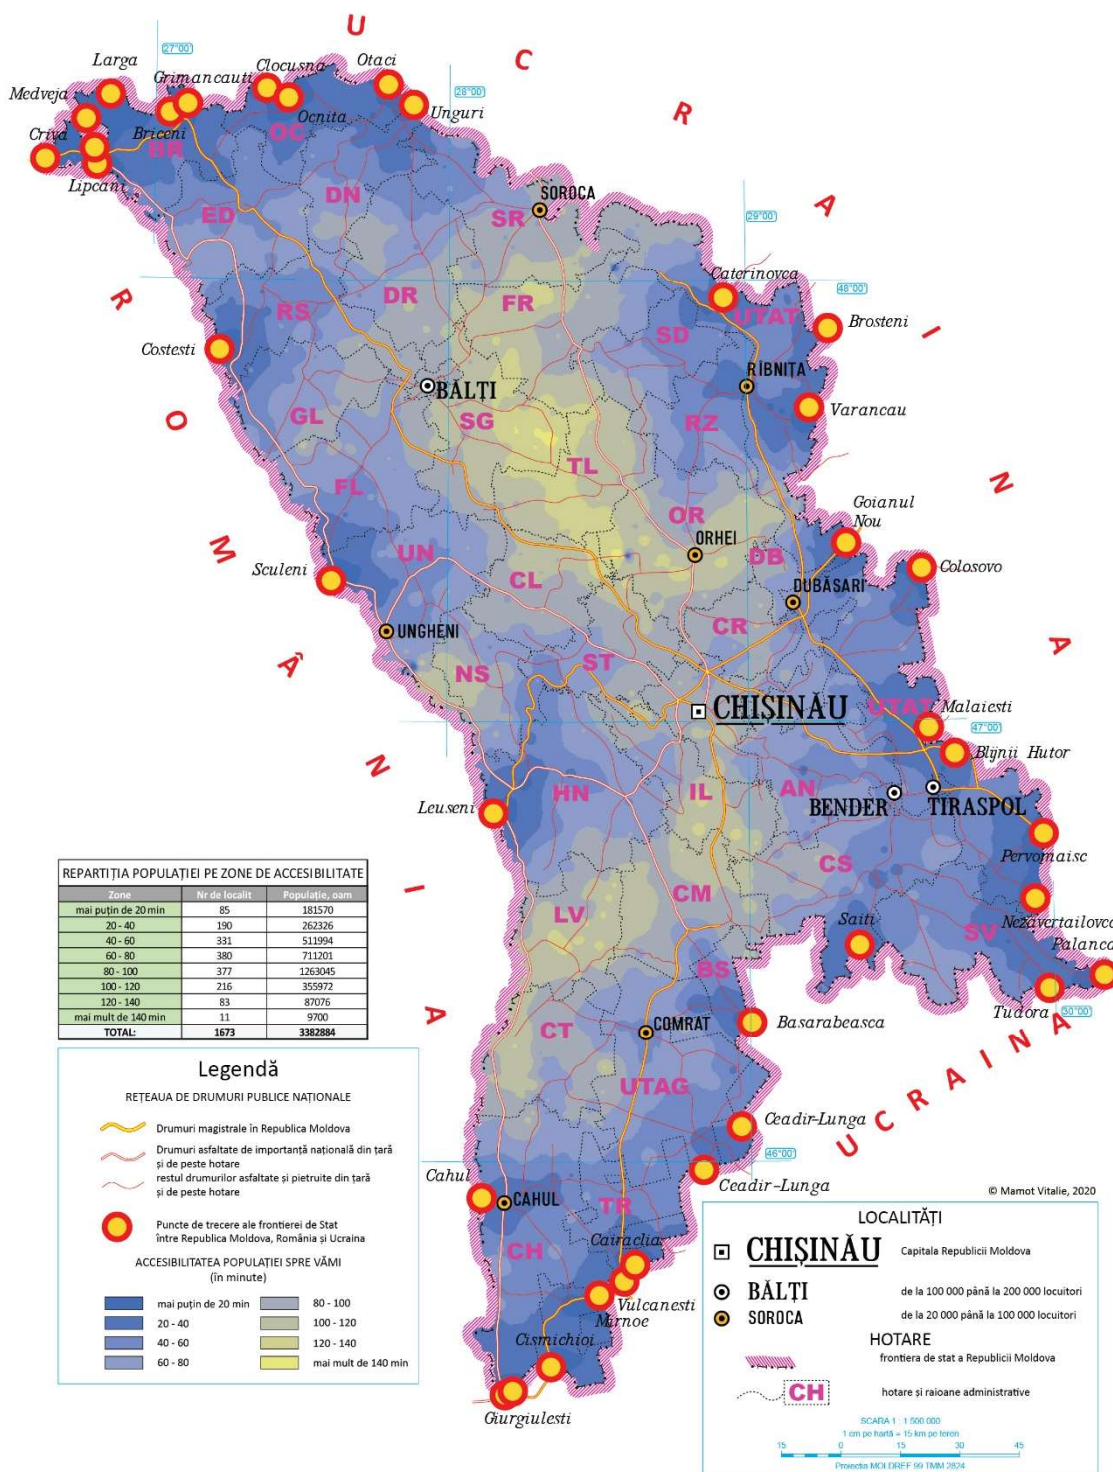 U C R A I N A
R O M Â N I A
U C R A I N A
27°00'
28°00'
29°00'
48°00'
47°00'
46°00'
30°00'
Larga
Medveja
Criva
Lipcani
Briceni
Grimancauti
Clocusna
Ocnita
Otaci
Unguri
Costesti
Sculeni
Leuseni
Cahul
Giurgiulesti
Cismichioi
Mirnoe
Vulcanesti
Cairaclia
Ceadir-Lunga
Ceadir-Lunga
Basarabeasca
Saiti
Tudora
Palanca
Nezavertailovca
Pervomaisc
Blijnii Hutor
Malaiesti
Colosovo
Goianul
Nou
Varancau
Brosteni
Caterinovca
BR
OC
ED
DN
SR
RS
DR
FR
SD
UTAT
GL
SG
RZ
FL
TL
OR
UN
CL
DB
CR
NS
ST
UTAT
HN
IL
AN
CS
LV
CM
SV
BS
CT
UTAG
TR
CH
SOROCA
BĂLȚI
RÎBNIȚA
ORHEI
DUBĂSARI
UNGHENI
CHIȘINĂU
BENDER
TIRASPOL
COMRAT
CAHUL
REPARTIȚIA POPULAȚIEI PE ZONE DE ACCESIBILITATE
Zone Nr de localit Populație, oam
mai puțin de 20 min 85 181570
20 - 40 190 262326
40 - 60 331 511994
60 - 80 380 711201
80 - 100 377 1263045
100 - 120 216 355972
120 - 140 83 87076
mai mult de 140 min 11 9700
TOTAL: 1673 3382884
Legendă
REȚEAUA DE DRUMURI PUBLICE NAȚIONALE
Drumuri magistrale în Republica Moldova
Drumuri asfaltate de importanță națională din țară
și de peste hotare
restul drumurilor asfaltate și pietruite din țară
și de peste hotare
Puncte de trecere ale frontierei de Stat
între Republica Moldova, România și Ucraina
ACCESIBILITATEA POPULAȚIEI SPRE VĂMI
(în minute)
mai puțin de 20 min
20 - 40
40 - 60
60 - 80
80 - 100
100 - 120
120 - 140
mai mult de 140 min
© Mamot Vitalie, 2020
LOCALITĂȚI
CHIȘINĂU Capitala Republicii Moldova
BĂLȚI de la 100 000 până la 200 000 locuitori
SOROCA de la 20 000 până la 100 000 locuitori
HOTARE
frontiera de stat a Republicii Moldova
CH hotare și raioane administrative
SCARA 1 : 1 500 000
1 cm pe hartă = 15 km pe teren
15 0 15 30 45
Proiecția MOLDREF 99 TMM 2824